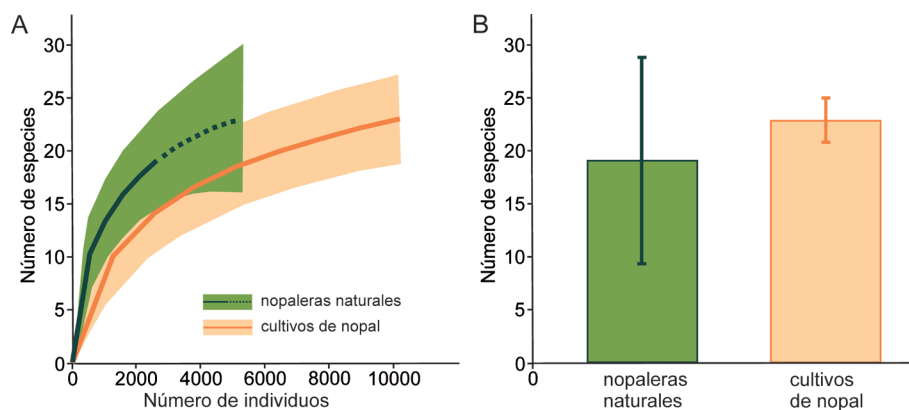 A
Número de especies
30
25
20
15
10
5
0
nopaleras naturales
cultivos de nopal
0
2000
4000
6000
8000
10000
Número de individuos
B
Número de especies
30
25
20
15
10
5
0
0
nopaleras
naturales
cultivos
de nopal